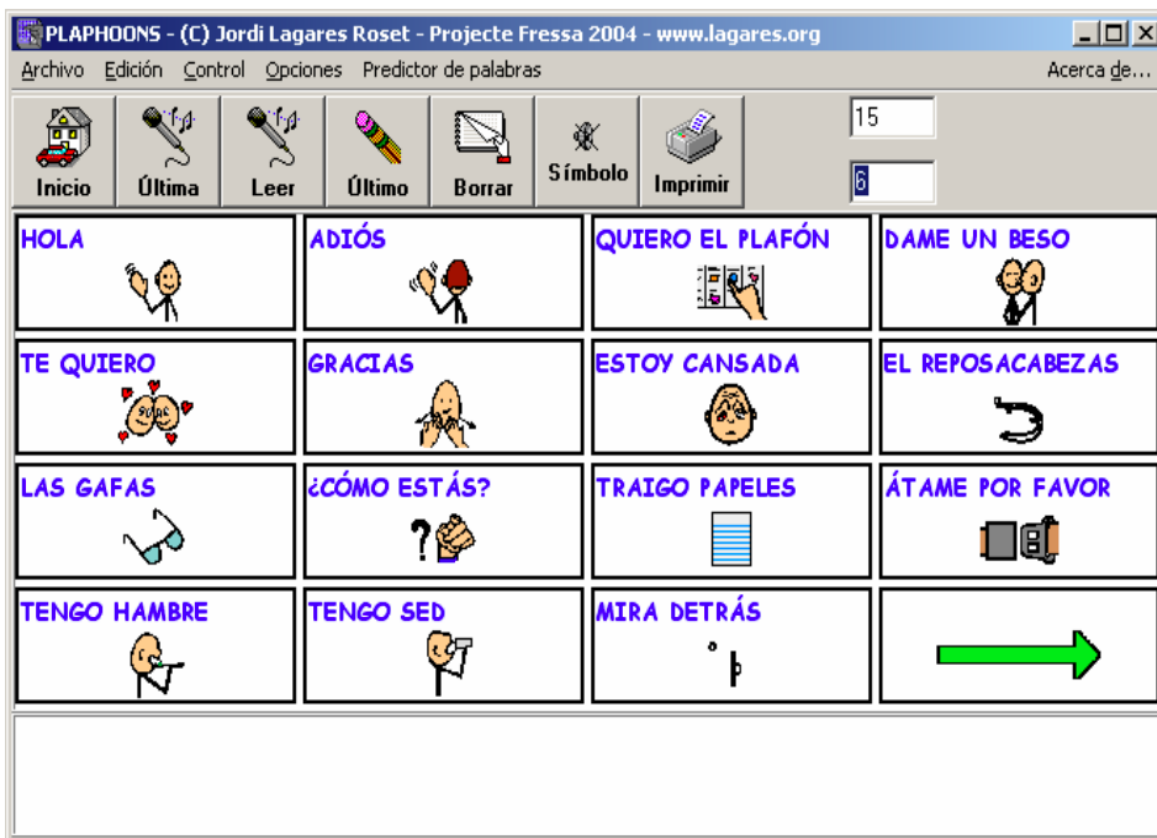 PLAPHOONS - (C) Jordi Lagares Roset - Projecte Fressa 2004 - www.lagares.org
Archivo Edición Control Opciones Predictor de palabras Acerca de...
15
6
Inicio Última Leer Último Borrar Símbolo Imprimir
HOLA ADIÓS QUIERO EL PLAFÓN DAME UN BESO
TE QUIERO GRACIAS ESTOY CANSADA EL REPOSACABEZAS
LAS GAFAS ¿CÓMO ESTÁS? TRAIGO PAPELES ÁTAME POR FAVOR
TENGO HAMBRE TENGO SED MIRA DETRÁS